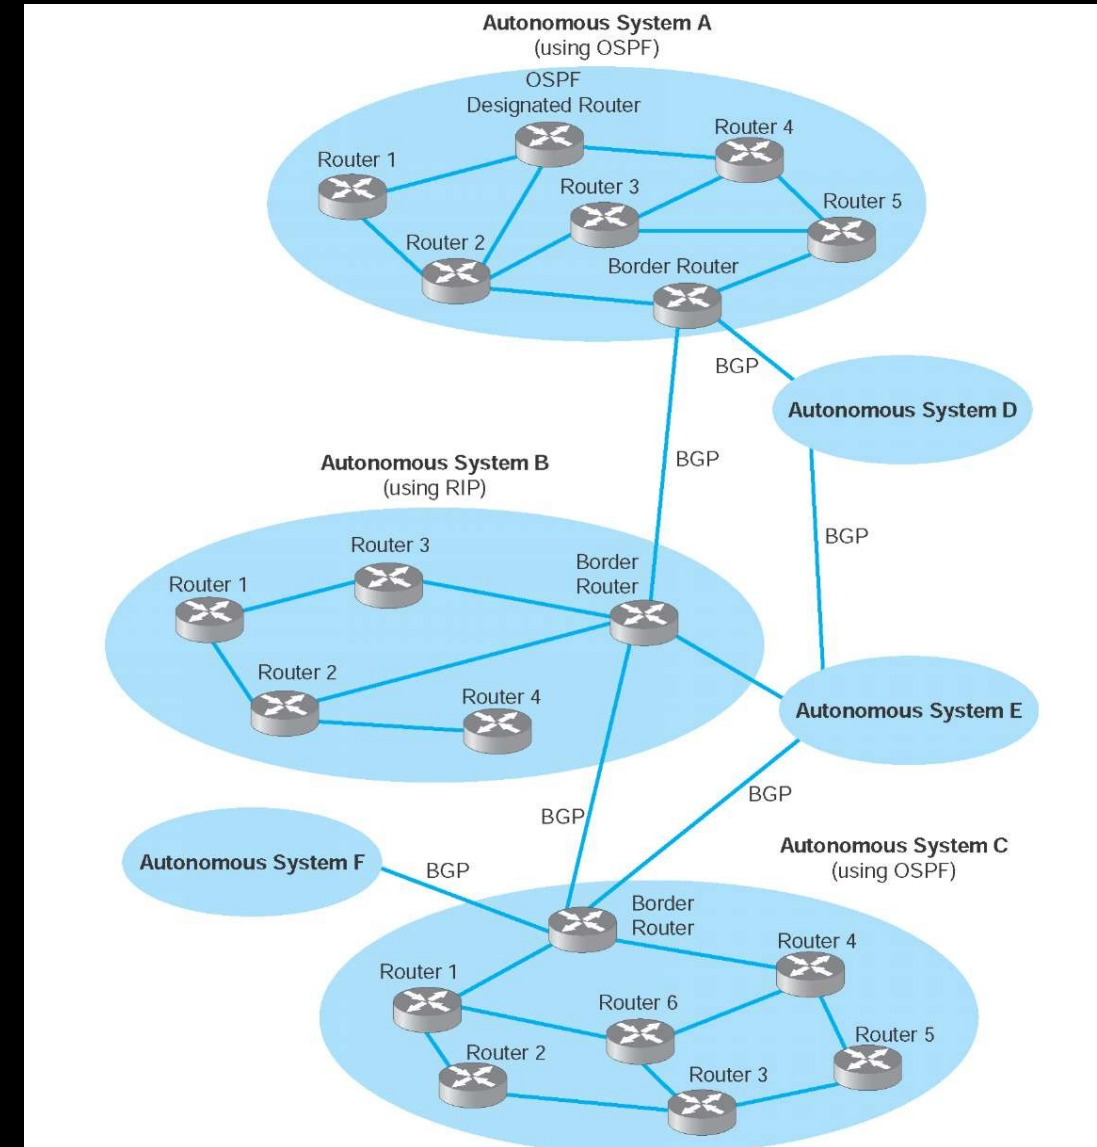 Autonomous System A
(using OSPF)
OSPF
Designated Router
Router 4
Router 1
Router 3
Router 5
Router 2
Border Router
BGP
Autonomous System D
BGP
Autonomous System B
(using RIP)
BGP
Router 3
Border
Router
Router 1
Router 2
Router 4
Autonomous System E
BGP
BGP
Autonomous System C
(using OSPF)
Autonomous System F
BGP
Border
Router
Router 4
Router 1
Router 6
Router 5
Router 2
Router 3